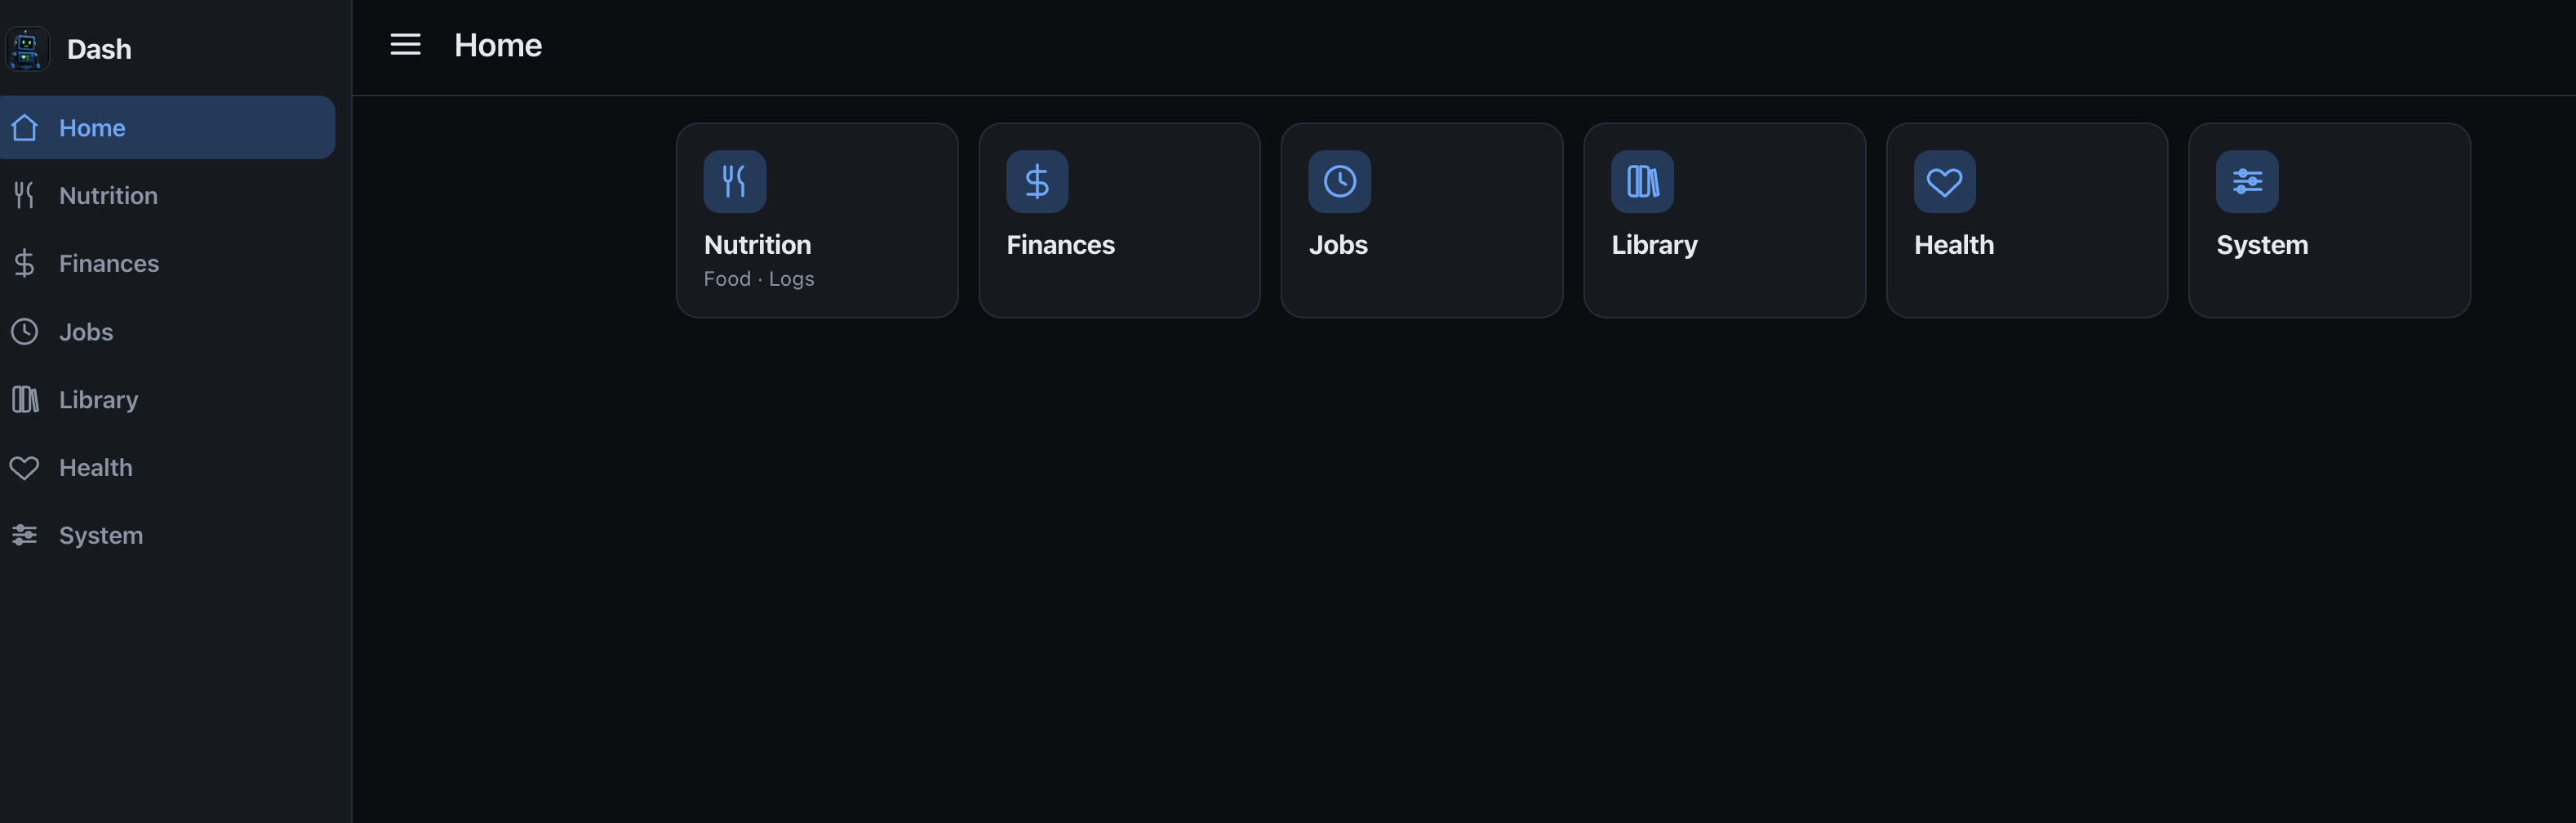 Dash
Home
Nutrition
Finances
Jobs
Library
Health
System
Home
Nutrition
Food · Logs
Finances
Jobs
Library
Health
System